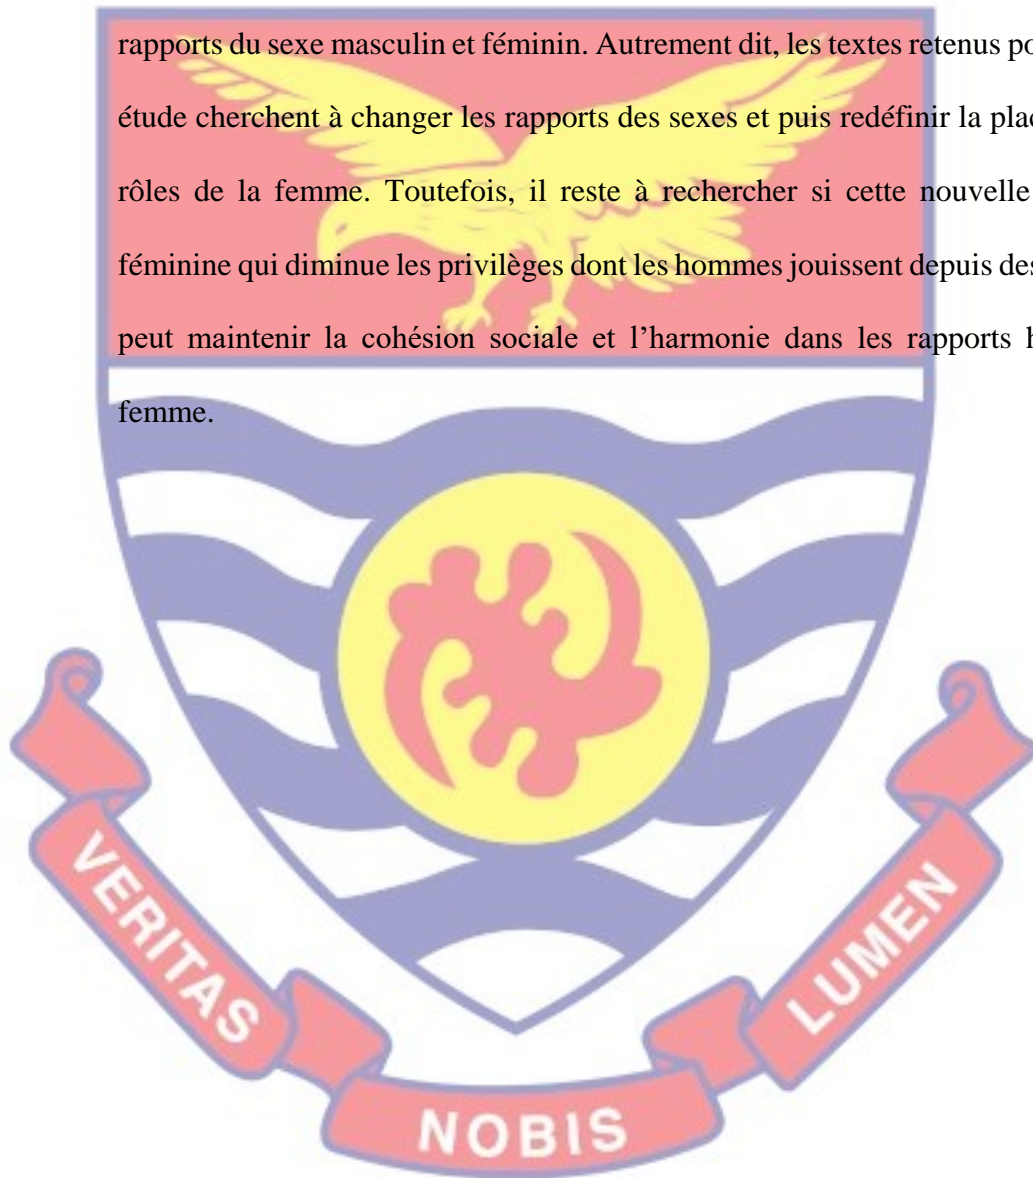 rapports du sexe masculin et féminin. Autrement dit, les textes retenus po
étude cherchent à changer les rapports des sexes et puis redéfinir la pla
rôles de la femme. Toutefois, il reste à rechercher si cette nouvelle
féminine qui diminue les privilèges dont les hommes jouissent depuis des
peut maintenir la cohésion sociale et l’harmonie dans les rapports
femme.
VERITAS
NOBIS
LUMEN